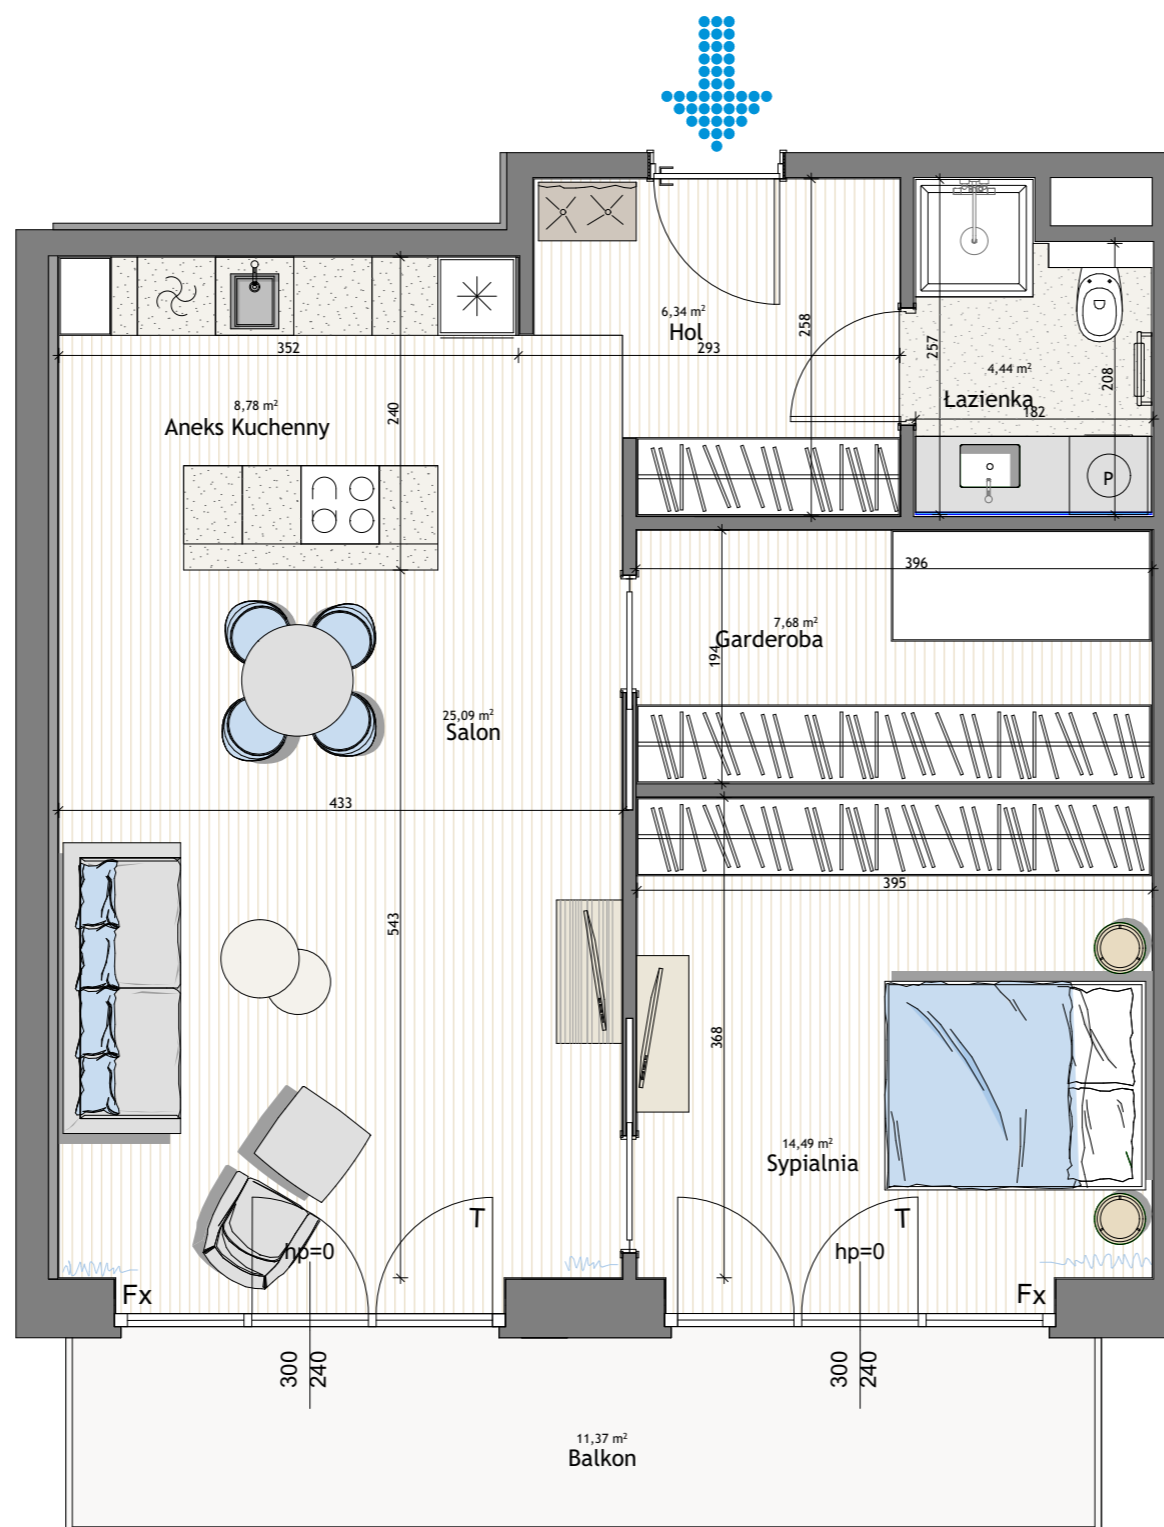 6,34 m²
Hol
258
293
352
257
4,44 m²
Łazienka
182
208
P
8,78 m²
Aneks Kuchenny
240
396
7,68 m²
Garderoba
194
25,09 m²
Salon
433
543
395
368
14,49 m²
Sypialnia
T
hp=0
Fx
T
hp=0
Fx
300
240
300
240
11,37 m²
Balkon